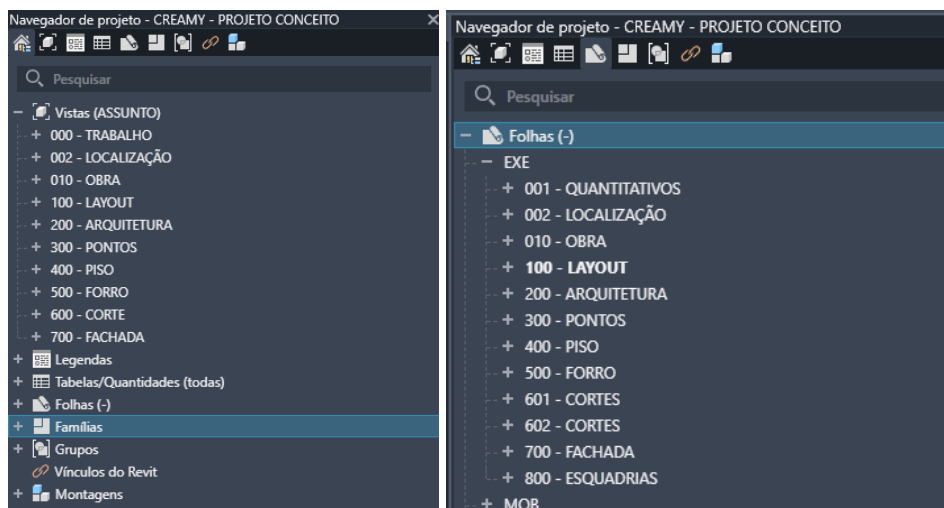 Navegador de projeto - CREAMY - PROJETO CONCEITO
Pesquisar
Vistas (ASSUNTO)
000 - TRABALHO
002 - LOCALIZAÇÃO
010 - OBRA
100 - LAYOUT
200 - ARQUITETURA
300 - PONTOS
400 - PISO
500 - FORRO
600 - CORTE
700 - FACHADA
Legendas
Tabelas/Quantidades (todas)
Folhas (-)
Famílias
Grupos
Vínculos do Revit
Montagens
Navegador de projeto - CREAMY - PROJETO CONCEITO
Pesquisar
Folhas (-)
EXE
001 - QUANTITATIVOS
002 - LOCALIZAÇÃO
010 - OBRA
100 - LAYOUT
200 - ARQUITETURA
300 - PONTOS
400 - PISO
500 - FORRO
601 - CORTES
602 - CORTES
700 - FACHADA
800 - ESQUADRIAS
MOB